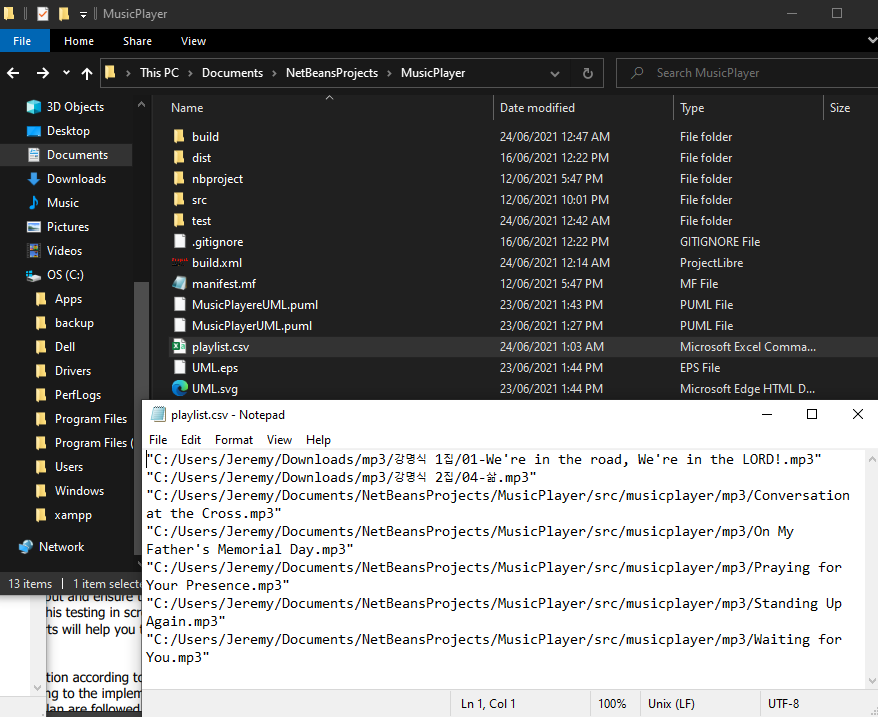 MusicPlayer
File Home Share View
This PC > Documents > NetBeansProjects > MusicPlayer
Search MusicPlayer
Name Date modified Type Size
3D Objects
Desktop
Documents
Downloads
Music
Pictures
Videos
OS (C:)
Apps
backup
Dell
Drivers
PerfLogs
Program Files
Program Files (
Users
Windows
xampp
Network
build 24/06/2021 12:47 AM File folder
dist 16/06/2021 12:22 PM File folder
nbproject 12/06/2021 5:47 PM File folder
src 12/06/2021 10:01 PM File folder
test 24/06/2021 12:42 AM File folder
.gitignore 16/06/2021 12:22 PM GITIGNORE File
build.xml 24/06/2021 12:14 AM ProjectLibre
manifest.mf 12/06/2021 5:47 PM MF File
MusicPlayereUML.puml 23/06/2021 1:43 PM PUML File
MusicPlayerUML.puml 23/06/2021 1:27 PM PUML File
playlist.csv 24/06/2021 1:03 AM Microsoft Excel Comma...
UML.eps 23/06/2021 1:44 PM EPS File
UML.svg 23/06/2021 1:44 PM Microsoft Edge HTML D...
13 items | 1 item selecte
playlist.csv - Notepad
File Edit Format View Help
"C:/Users/Jeremy/Downloads/mp3/강명식 1집/01-We're in the road, We're in the LORD!.mp3"
"C:/Users/Jeremy/Downloads/mp3/강명식 2집/04-삶.mp3"
"C:/Users/Jeremy/Documents/NetBeansProjects/MusicPlayer/src/musicplayer/mp3/Conversation
at the Cross.mp3"
"C:/Users/Jeremy/Documents/NetBeansProjects/MusicPlayer/src/musicplayer/mp3/On My
Father's Memorial Day.mp3"
"C:/Users/Jeremy/Documents/NetBeansProjects/MusicPlayer/src/musicplayer/mp3/Praying for
Your Presence.mp3"
"C:/Users/Jeremy/Documents/NetBeansProjects/MusicPlayer/src/musicplayer/mp3/Standing Up
Again.mp3"
"C:/Users/Jeremy/Documents/NetBeansProjects/MusicPlayer/src/musicplayer/mp3/Waiting for
You.mp3"
Ln 1, Col 1 100% Unix (LF) UTF-8
and ensure
his testing in scr
rts will help you
tion according to
ng to the implem
lan are followed